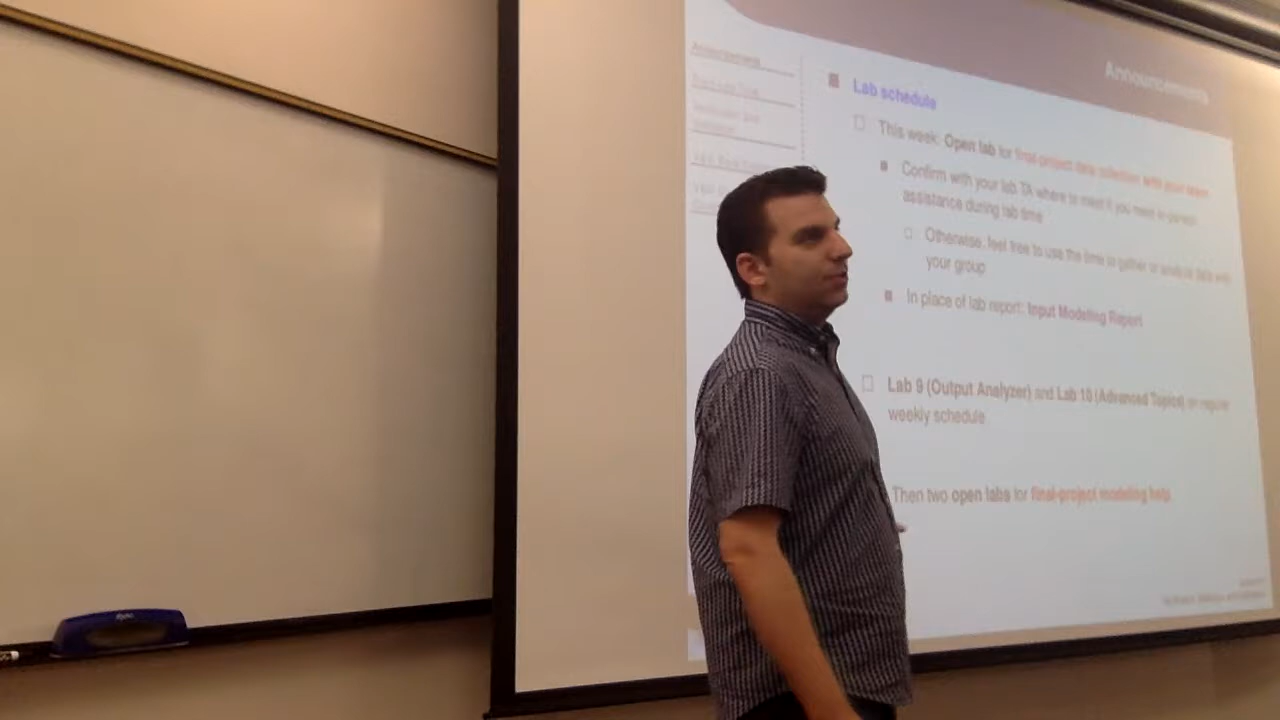 Announcements
Announcements
Lab schedule
This week: Open lab for final-project data collection with your team
Confirm with your lab TA where to meet if you need in-person
assistance during lab time
Otherwise, feel free to use the time to gather or analyze data with
your group
In place of lab report: Input Modeling Report
Lab 9 (Output Analyzer) and Lab 10 (Advanced Topics) on regular
weekly schedule
Then two open labs for final-project modeling help